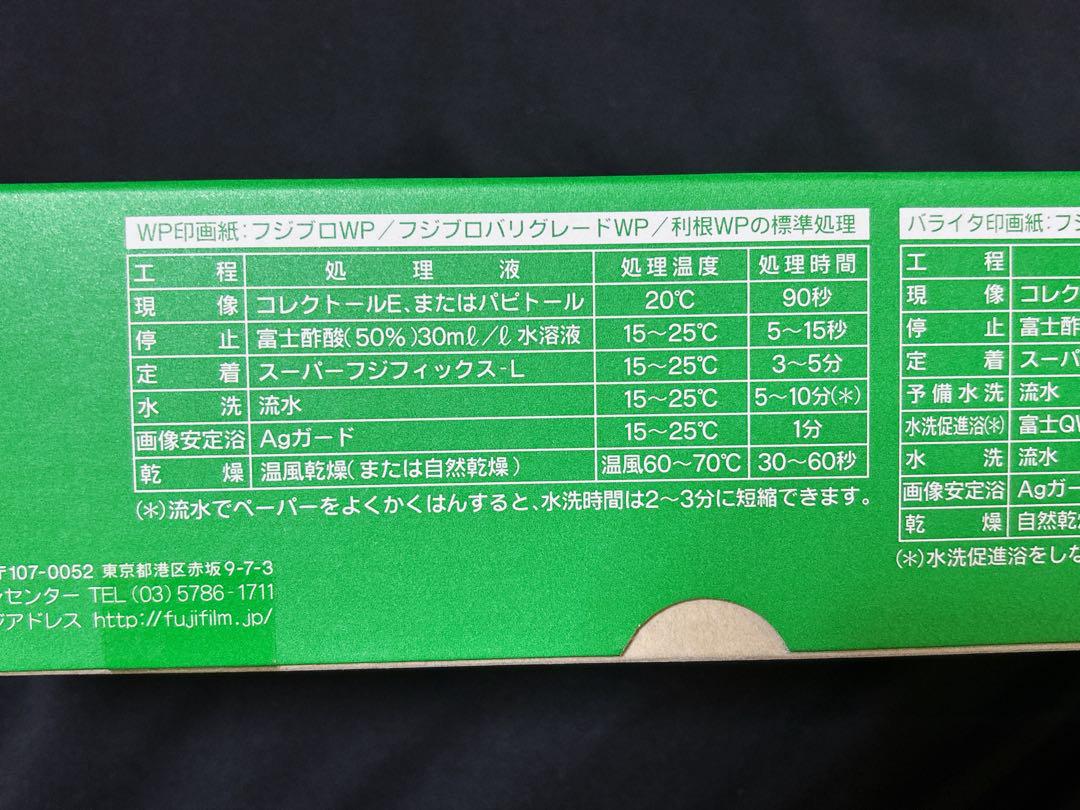 WP印画紙：フジブロWP／フジブロバリグレードWP／利根WPの標準処理
工程 処理液 処理温度 処理時間
現像 コレクトールE、またはパピトール 20℃ 90秒
停止 富士酢酸(50%)30mℓ/ℓ水溶液 15～25℃ 5～15秒
定着 スーパーフジフィックス-L 15～25℃ 3～5分
水洗 流水 15～25℃ 5～10分(*)
画像安定浴 Agガード 15～25℃ 1分
乾燥 温風乾燥(または自然乾燥) 温風60～70℃ 30～60秒
(*)流水でペーパーをよくかくはんすると、水洗時間は2～3分に短縮できます。
バライタ印画紙：フジ
工程
現像 コレク
停止 富士酢
定着 スーパ
予備水洗 流水
水洗促進浴(*) 富士QW
水洗 流水
画像安定浴 Agガー
乾燥 自然乾
(*)水洗促進浴をしな
〒107-0052 東京都港区赤坂9-7-3
センター TEL(03)5786-1711
アドレス http://fujifilm.jp/